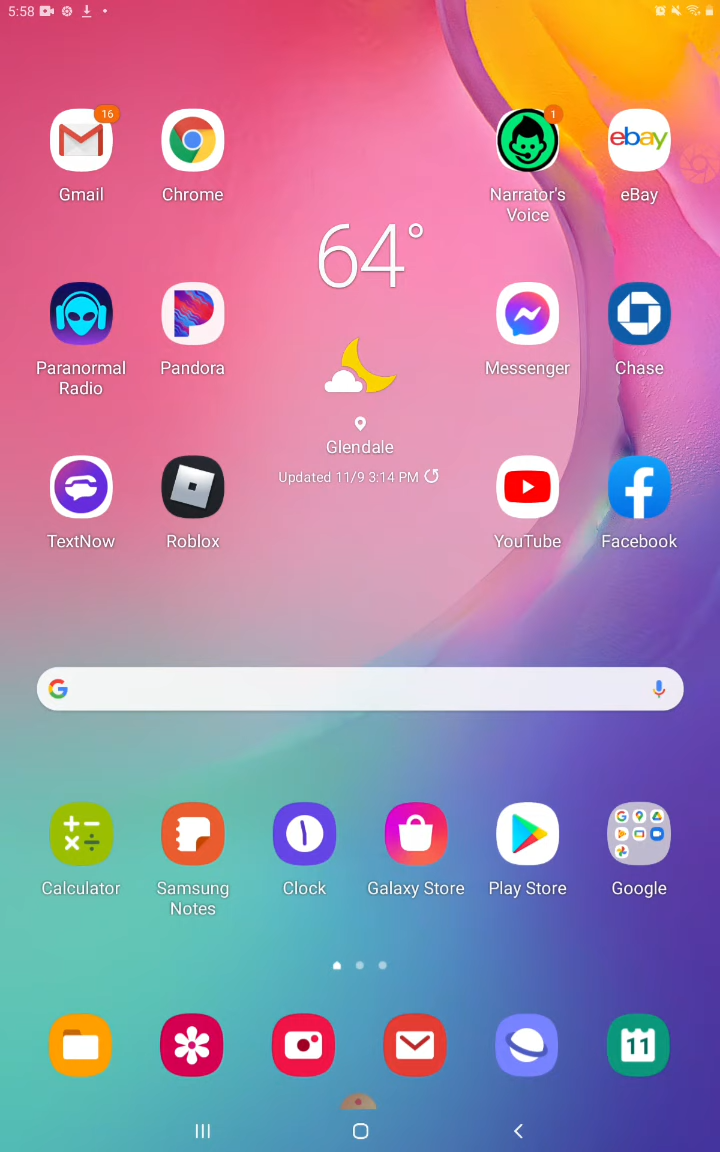 5:58
16
1
ebay
Gmail
Chrome
Narrator's
Voice
eBay
64°
Paranormal
Radio
Pandora
Messenger
Chase
Glendale
Updated 11/9 3:14 PM
TextNow
Roblox
YouTube
Facebook
Calculator
Samsung
Notes
Clock
Galaxy Store
Play Store
Google
11